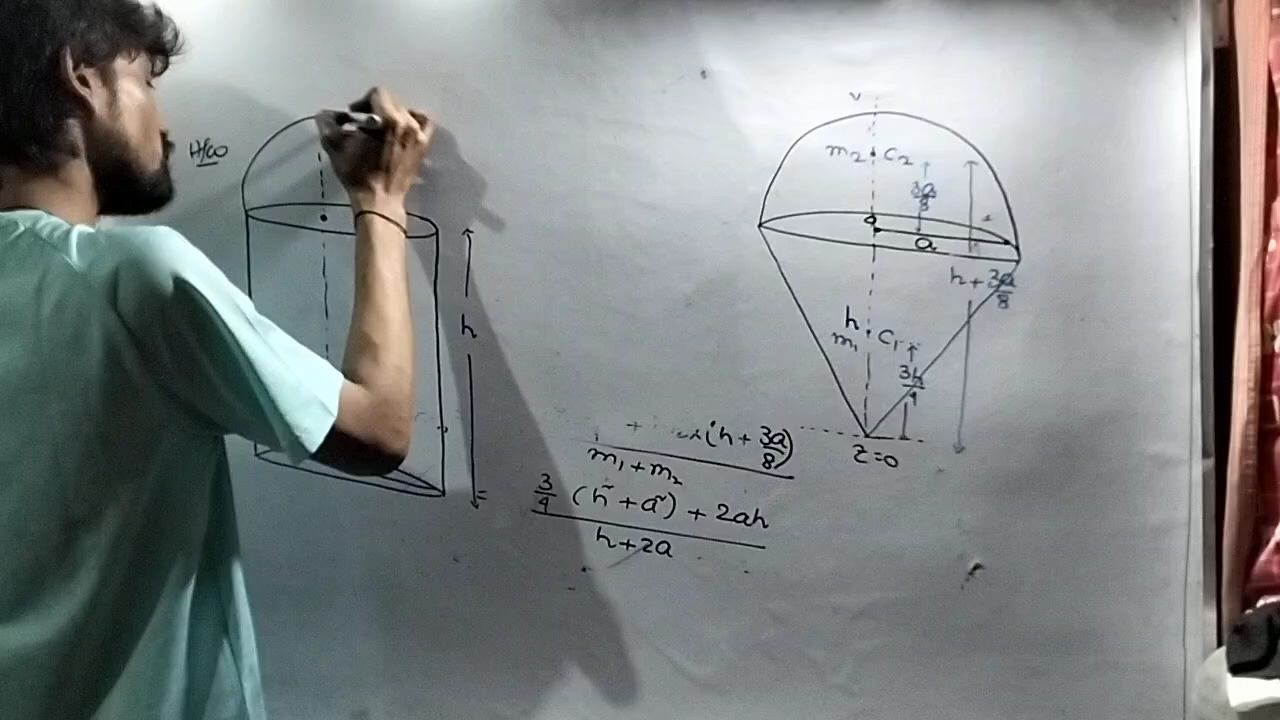 H/W
h
v
m₂ C₂
3a/8
a
h + 3a/8
h
m₁ C₁
3h/4
z=0
(h + 3a/8)
m₁ + m₂
= 3/4 (h² + a²) + 2ah
h + 2a